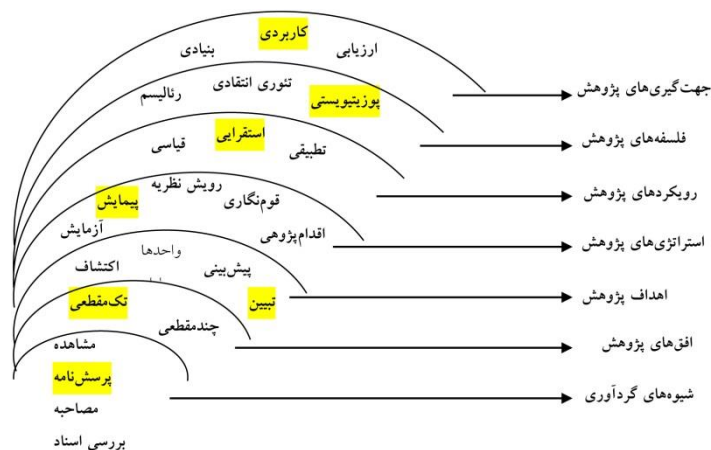 کاربردی
ارزیابی
بنیادی
جهت‌گیری‌های پژوهش
تئوری انتقادی
رئالیسم
پوزیتیویستی
فلسفه‌های پژوهش
استقرایی
قیاسی
تطبیقی
رویکردهای پژوهش
رویش نظریه
پیمایش
قوم‌نگاری
آزمایش
اقدام‌پژوهی
استراتژی‌های پژوهش
واحدها
اکتشاف
پیش‌بینی
تبیین
اهداف پژوهش
تک‌مقطعی
چندمقطعی
افق‌های پژوهش
مشاهده
پرسش‌نامه
مصاحبه
بررسی اسناد
شیوه‌های گردآوری